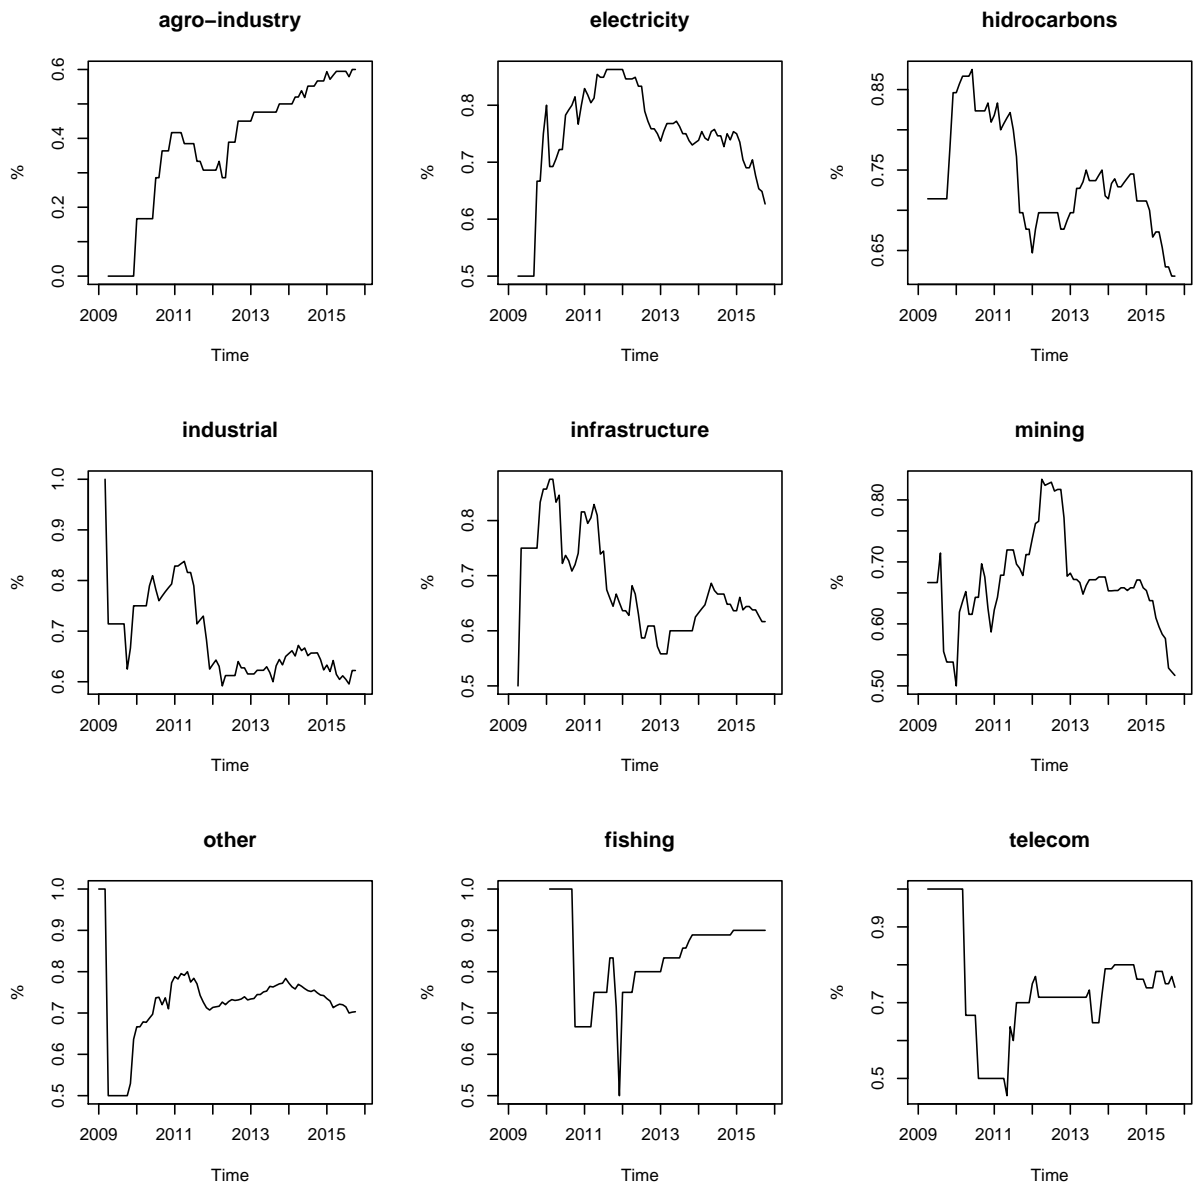 agro−industry
%
0.0 0.2 0.4 0.6
2009 2011 2013 2015
Time
electricity
%
0.5 0.6 0.7 0.8
2009 2011 2013 2015
Time
hidrocarbons
%
0.65 0.75 0.85
2009 2011 2013 2015
Time
industrial
%
0.6 0.7 0.8 0.9 1.0
2009 2011 2013 2015
Time
infrastructure
%
0.5 0.6 0.7 0.8
2009 2011 2013 2015
Time
mining
%
0.50 0.60 0.70 0.80
2009 2011 2013 2015
Time
other
%
0.5 0.6 0.7 0.8 0.9 1.0
2009 2011 2013 2015
Time
fishing
%
0.5 0.6 0.7 0.8 0.9 1.0
2009 2011 2013 2015
Time
telecom
%
0.5 0.7 0.9
2009 2011 2013 2015
Time